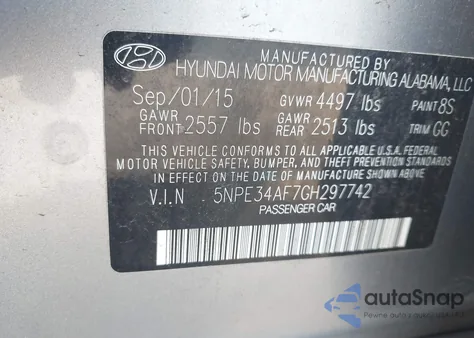 MANUFACTURED BY
HYUNDAI MOTOR MANUFACTURING ALABAMA, LLC
Sep/01/15 GVWR 4497 lbs PAINT 8S
GAWR FRONT 2557 lbs GAWR REAR 2513 lbs TRIM GG
THIS VEHICLE CONFORMS TO ALL APPLICABLE U.S.A. FEDERAL
MOTOR VEHICLE SAFETY, BUMPER, AND THEFT PREVENTION STANDARDS
IN EFFECT ON THE DATE OF MANUFACTURE SHOWN ABOVE.
V.I.N 5NPE34AF7GH297742
PASSENGER CAR
autoSnap